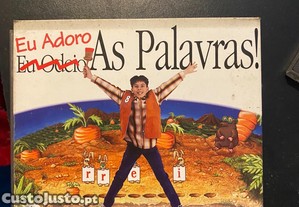 Eu Adoro
Eu Odeio As Palavras!
S
r r e i
CustoJusto.pt